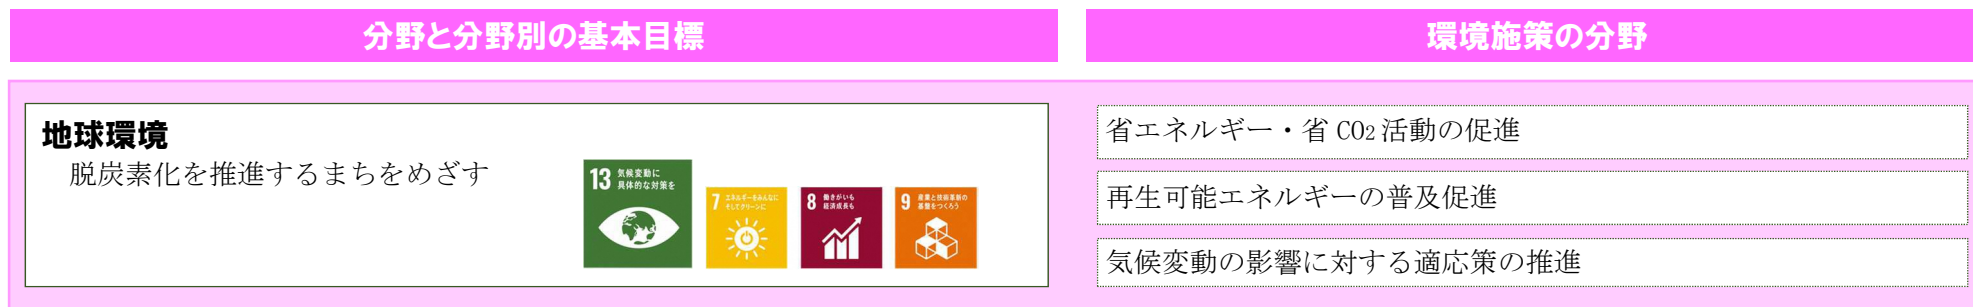 分野と分野別の基本目標
環境施策の分野
地球環境
脱炭素化を推進するまちをめざす
13 気候変動に
具体的な対策を
7 エネルギーをみんなに
そしてクリーンに
8 働きがいも
経済成長も
9 産業と技術革新の
基盤をつくろう
省エネルギー・省 CO2 活動の促進
再生可能エネルギーの普及促進
気候変動の影響に対する適応策の推進